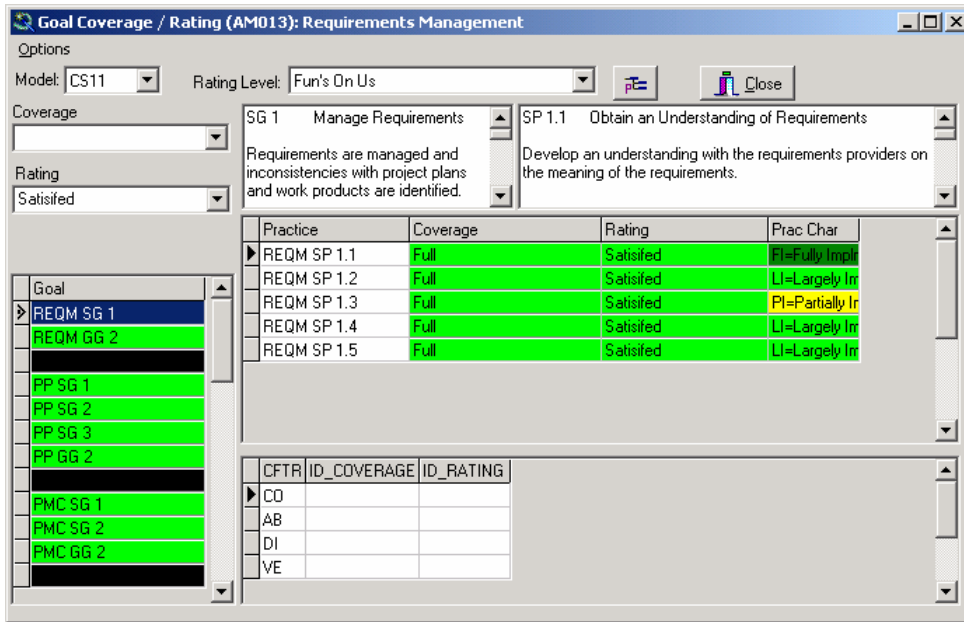 Goal Coverage / Rating (AM013): Requirements Management
Options
Model: CS11 Rating Level: Fun's On Us pT= Close
Coverage
Rating
Satisifed
SG 1 Manage Requirements
Requirements are managed and
inconsistencies with project plans
and work products are identified.
SP 1.1 Obtain an Understanding of Requirements
Develop an understanding with the requirements providers on
the meaning of the requirements.
Practice Coverage Rating Prac Char
REQM SP 1.1 Full Satisifed FI=Fully Implr
REQM SP 1.2 Full Satisifed LI=Largely Im
REQM SP 1.3 Full Satisifed PI=Partially Ir
REQM SP 1.4 Full Satisifed LI=Largely Im
REQM SP 1.5 Full Satisifed LI=Largely Im
Goal
REQM SG 1
REQM GG 2
PP SG 1
PP SG 2
PP SG 3
PP GG 2
PMC SG 1
PMC SG 2
PMC GG 2
CFTR ID_COVERAGE ID_RATING
CO
AB
DI
VE